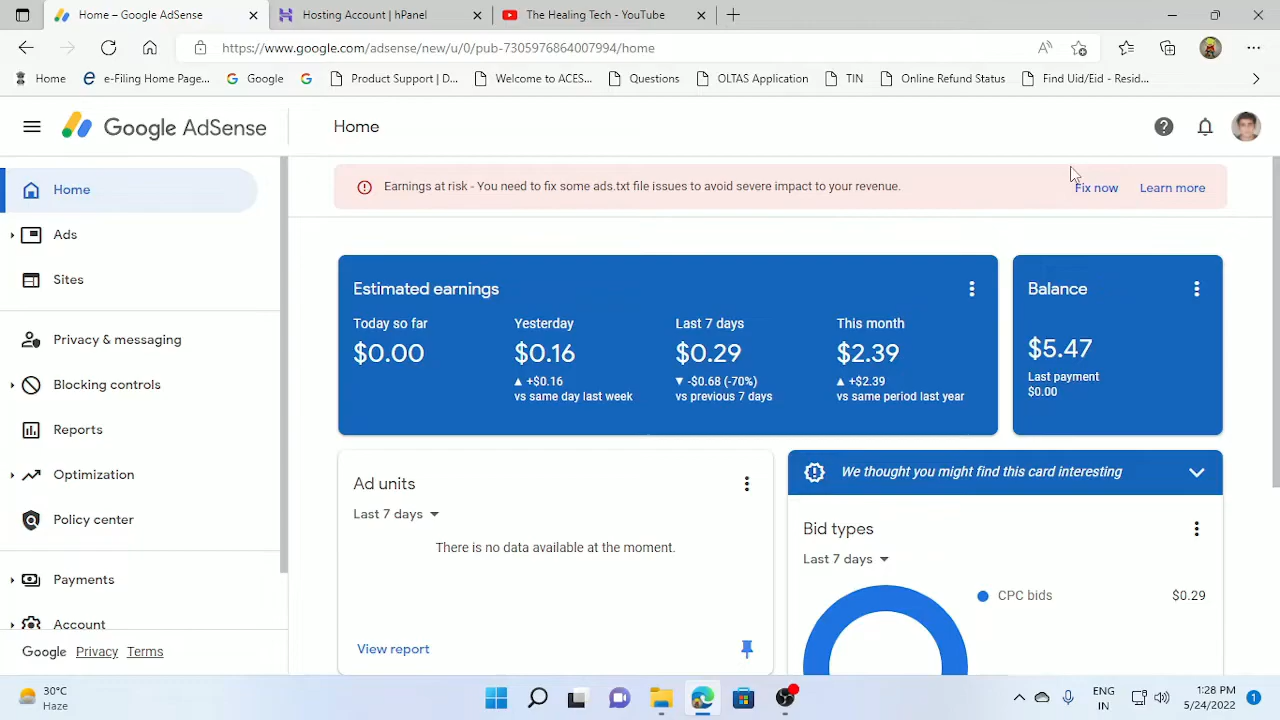 Home – Google AdSense
Hosting Account | hPanel
The Healing Tech - YouTube
https://www.google.com/adsense/new/u/0/pub-7305976864007994/home
Home
e-Filing Home Page...
Google
Product Support | D...
Welcome to ACES...
Questions
OLTAS Application
TIN
Online Refund Status
Find Uid/Eid - Resid...
Google AdSense
Home
Home
Ads
Sites
Privacy & messaging
Blocking controls
Reports
Optimization
Policy center
Payments
Account
Google Privacy Terms
Earnings at risk - You need to fix some ads.txt file issues to avoid severe impact to your revenue.
Fix now
Learn more
Estimated earnings
Today so far
$0.00
Yesterday
$0.16
▲ +$0.16
vs same day last week
Last 7 days
$0.29
▼ -$0.68 (-70%)
vs previous 7 days
This month
$2.39
▲ +$2.39
vs same period last year
Balance
$5.47
Last payment
$0.00
Ad units
Last 7 days
There is no data available at the moment.
View report
We thought you might find this card interesting
Bid types
Last 7 days
CPC bids
$0.29
30°C
Haze
ENG
IN
1:28 PM
5/24/2022
1